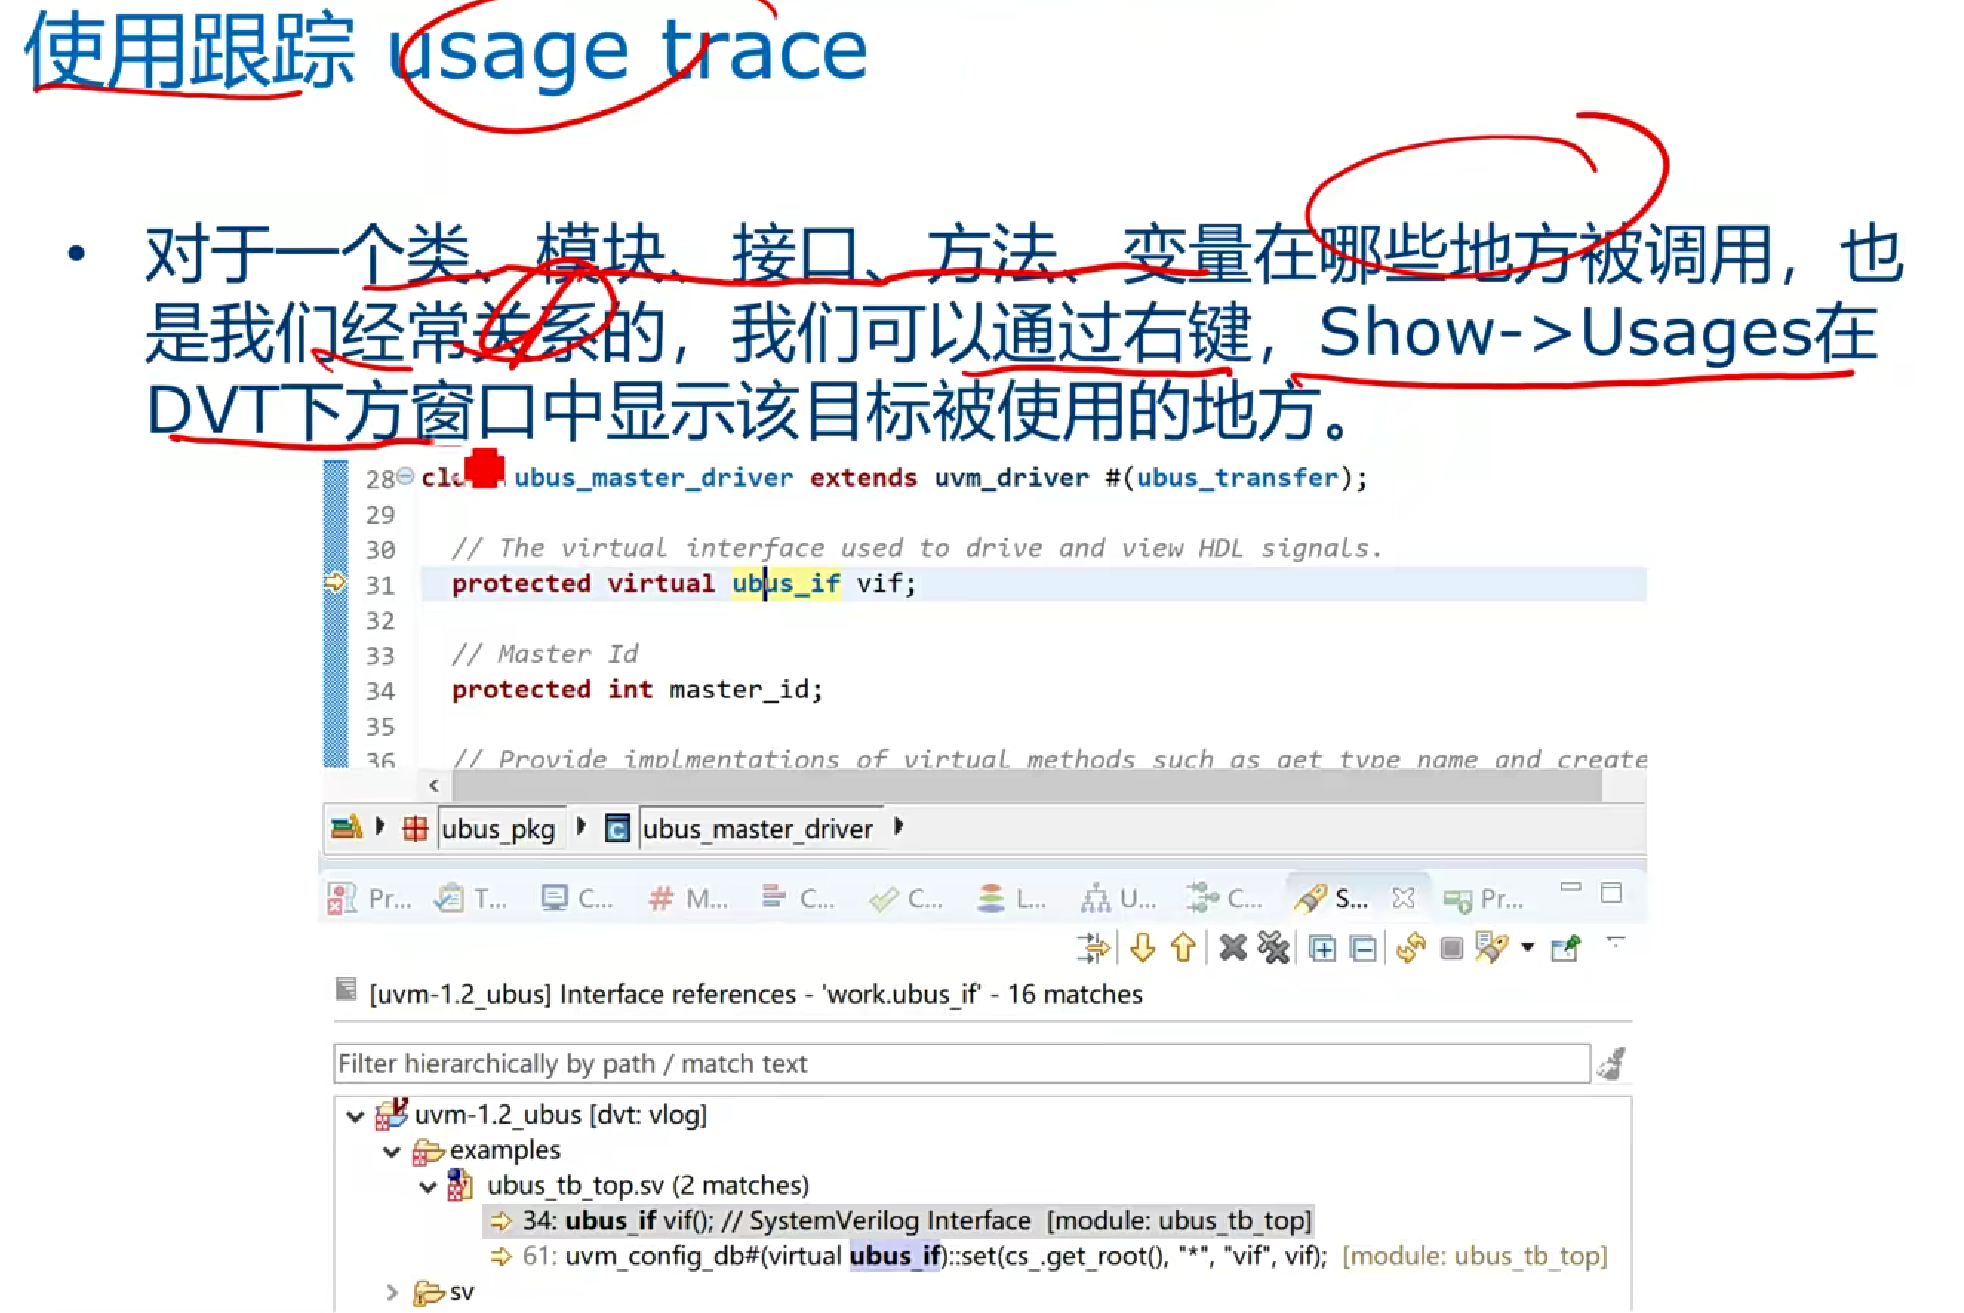 使用跟踪 usage trace
• 对于一个类、模块、接口、方法、变量在哪些地方被调用，也
是我们经常关系的，我们可以通过右键，Show->Usages在
DVT下方窗口中显示该目标被使用的地方。
28 ubus_master_driver extends uvm_driver #(ubus_transfer);
29
30 // The virtual interface used to drive and view HDL signals.
31 protected virtual ubus_if vif;
32
33 // Master Id
34 protected int master_id;
35
36 // Provide implmentations of virtual methods such as get_type_name and create
ubus_pkg ubus_master_driver
Pr... T... C... M... C... C... L... U... C... S... Pr...
[uvm-1.2_ubus] Interface references - 'work.ubus_if' - 16 matches
Filter hierarchically by path / match text
uvm-1.2_ubus [dvt: vlog]
examples
ubus_tb_top.sv (2 matches)
34: ubus_if vif(); // SystemVerilog Interface [module: ubus_tb_top]
61: uvm_config_db#(virtual ubus_if)::set(cs_.get_root(), "*", "vif", vif); [module: ubus_tb_top]
sv